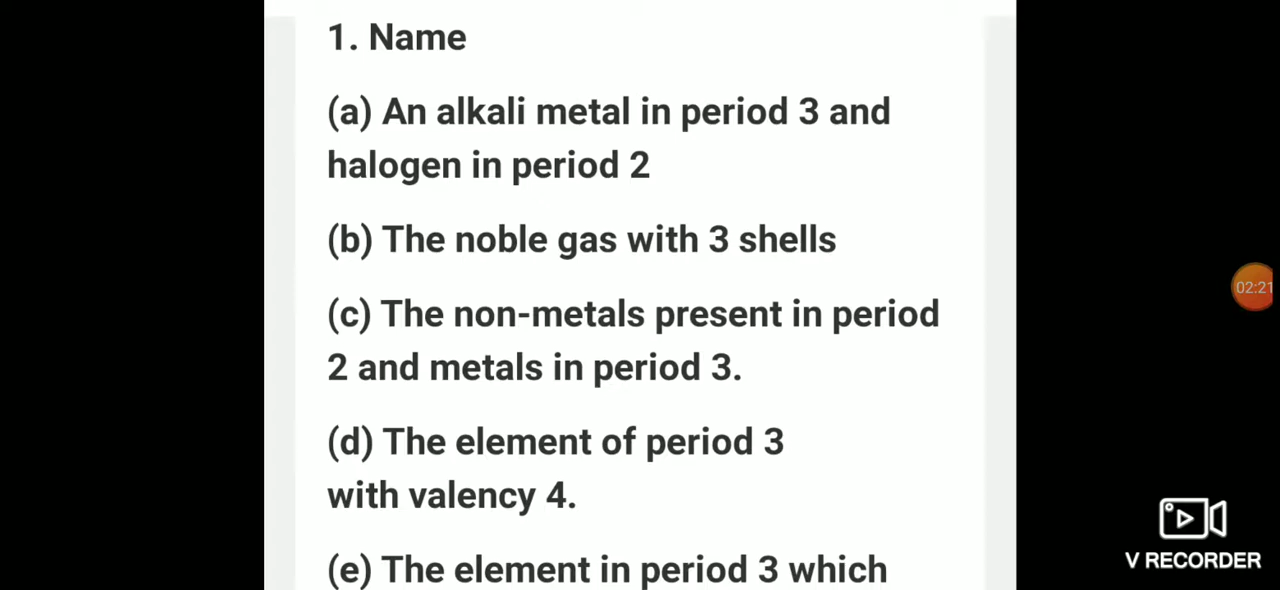 1. Name
(a) An alkali metal in period 3 and
halogen in period 2
(b) The noble gas with 3 shells
(c) The non-metals present in period
2 and metals in period 3.
(d) The element of period 3
with valency 4.
(e) The element in period 3 which
02:21
V RECORDER